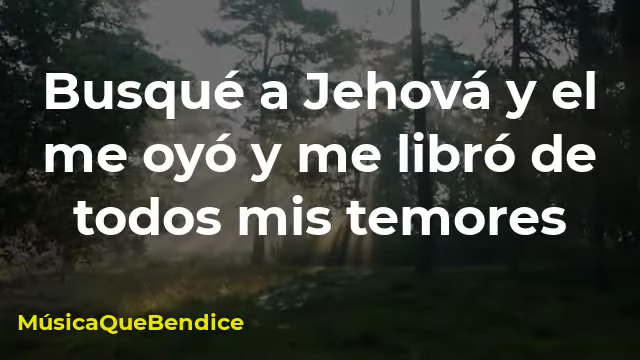 Busqué a Jehová y el
me oyó y me libró de
todos mis temores
MúsicaQueBendice